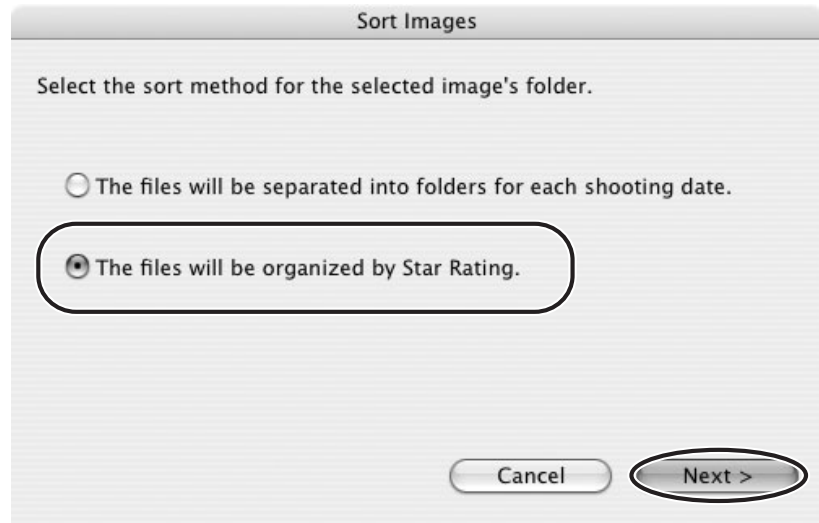 Sort Images
Select the sort method for the selected image's folder.
The files will be separated into folders for each shooting date.
The files will be organized by Star Rating.
Cancel
Next >